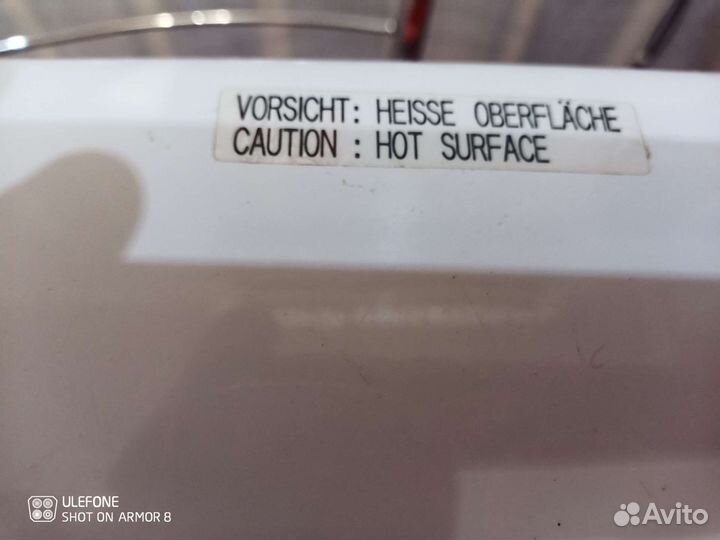 VORSICHT: HEISSE OBERFLÄCHE
CAUTION : HOT SURFACE
ULEFONE
SHOT ON ARMOR 8
Avito